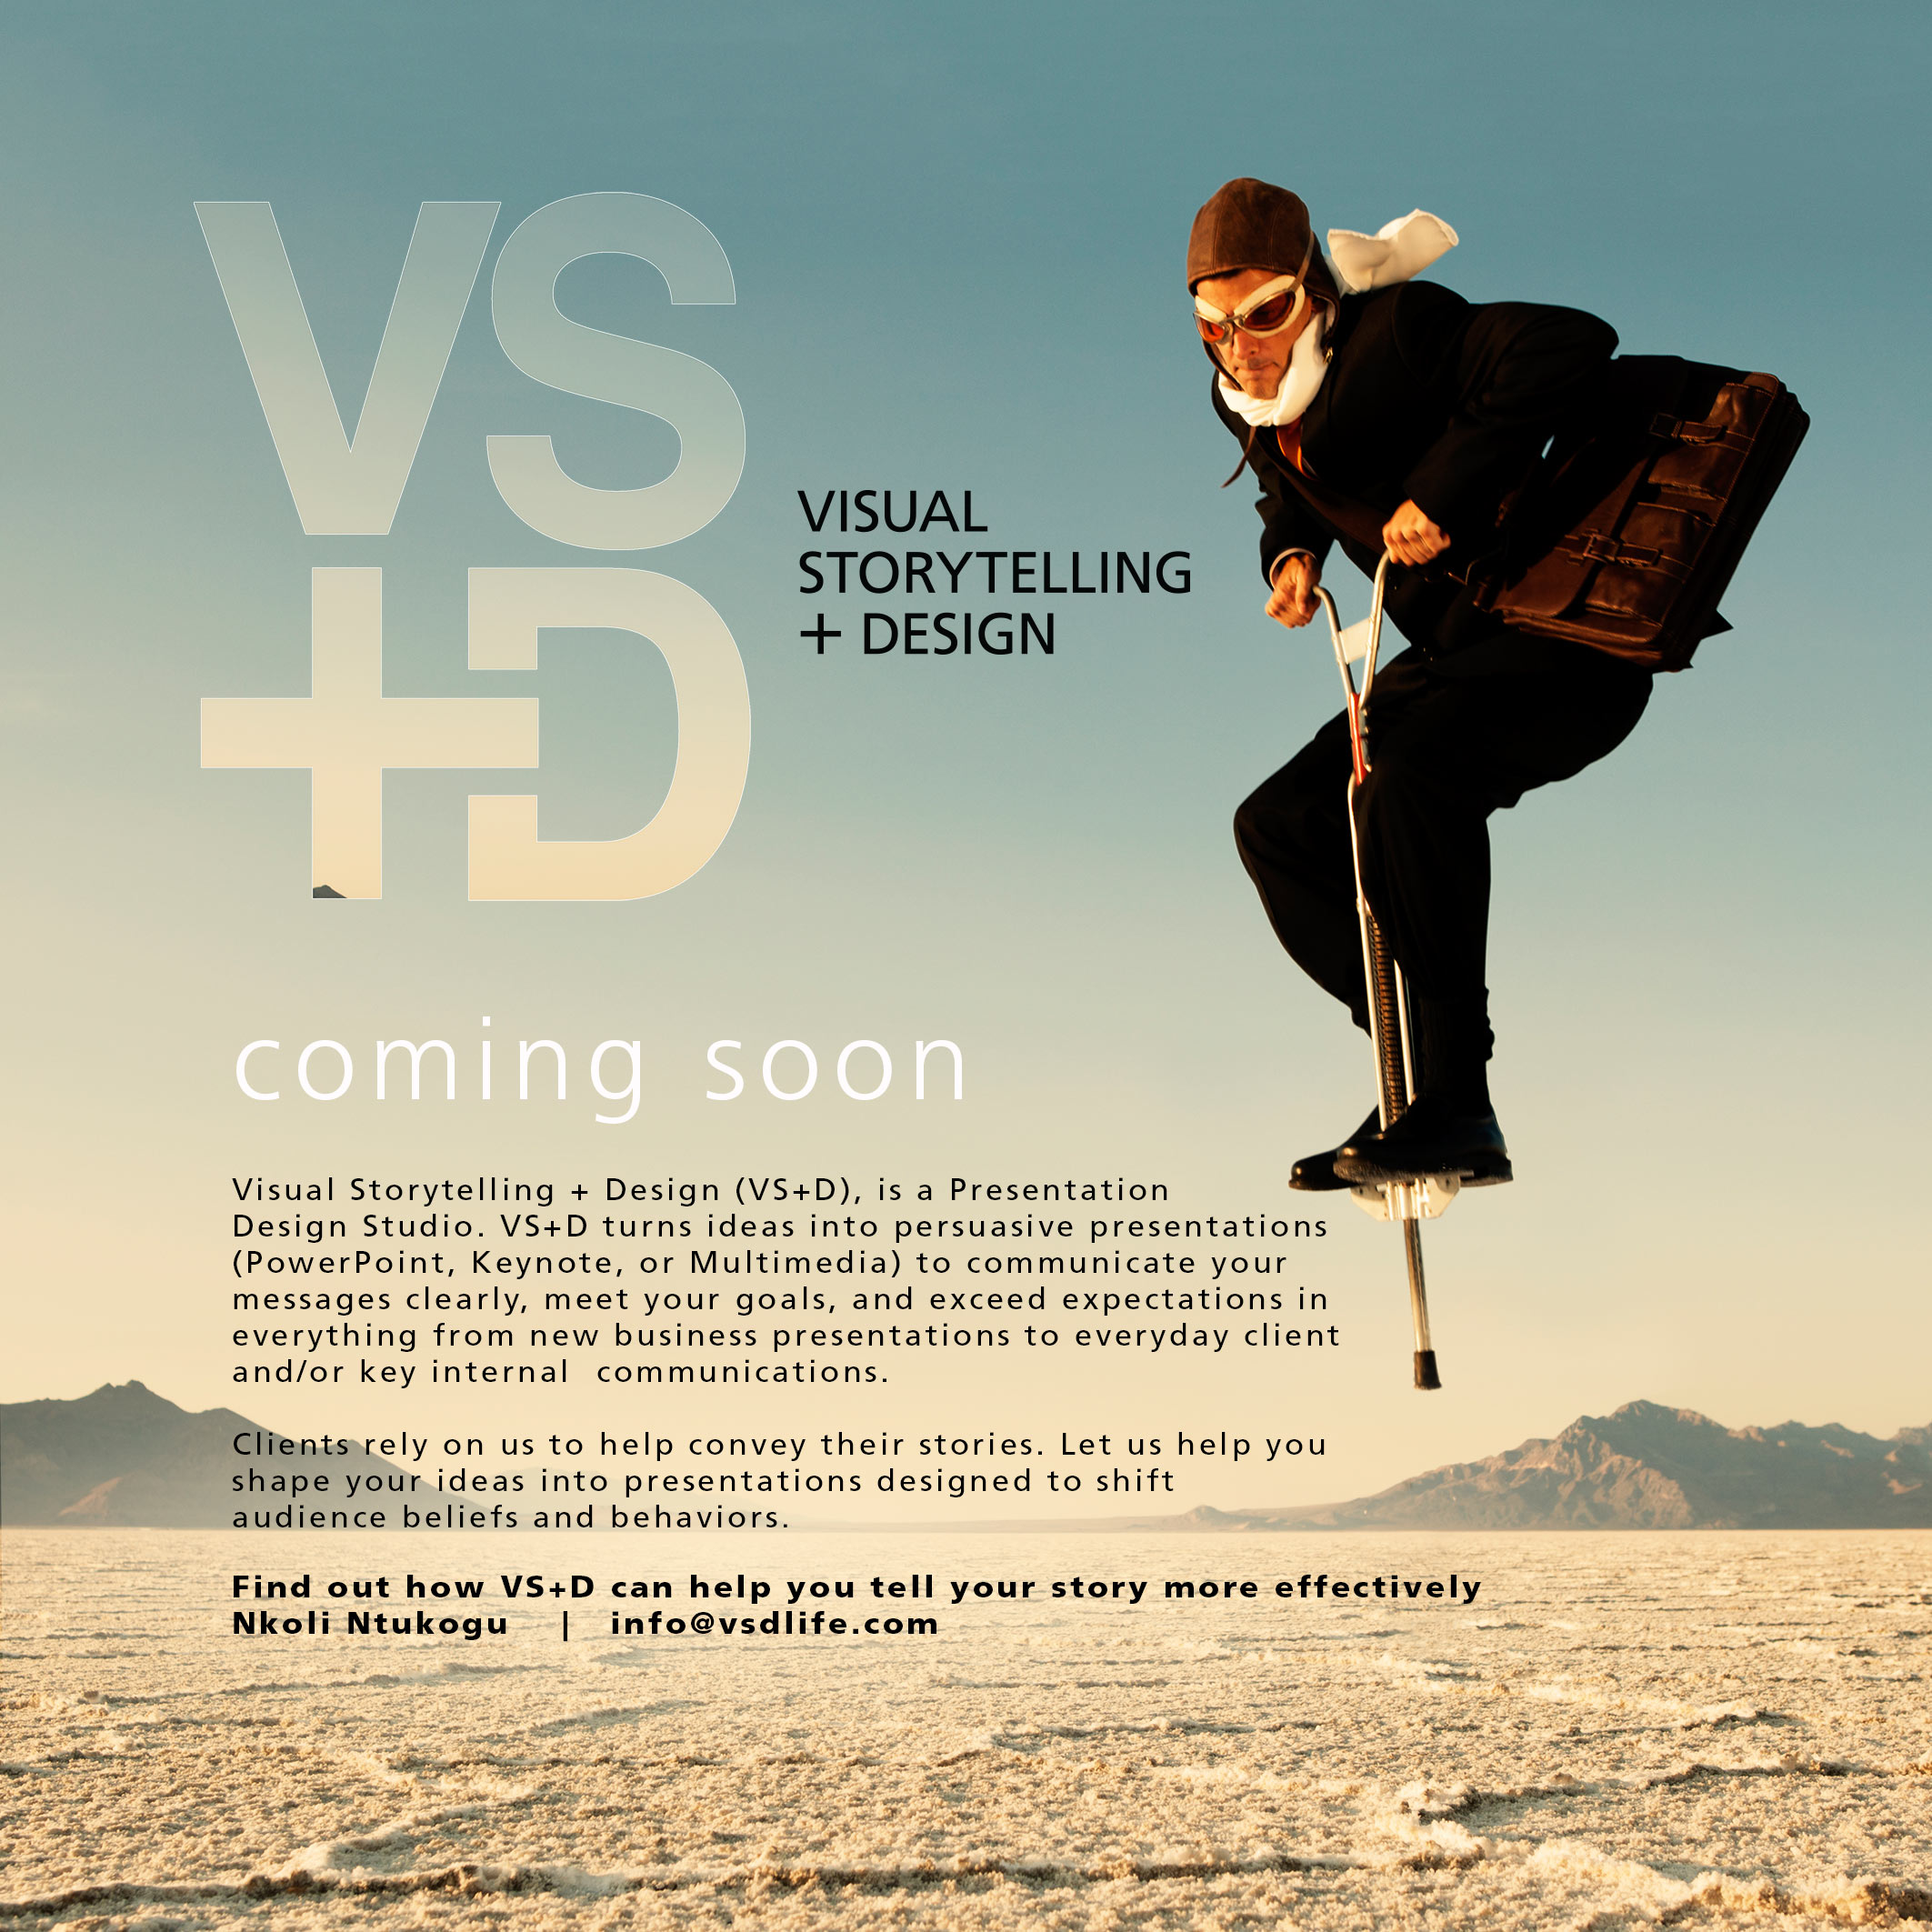 VS
+D
VISUAL
STORYTELLING
+ DESIGN
coming soon
Visual Storytelling + Design (VS+D), is a Presentation
Design Studio. VS+D turns ideas into persuasive presentations
(PowerPoint, Keynote, or Multimedia) to communicate your
messages clearly, meet your goals, and exceed expectations in
everything from new business presentations to everyday client
and/or key internal  communications.
Clients rely on us to help convey their stories. Let us help you
shape your ideas into presentations designed to shift
audience beliefs and behaviors.
Find out how VS+D can help you tell your story more effectively
Nkoli Ntukogu | info@vsdlife.com